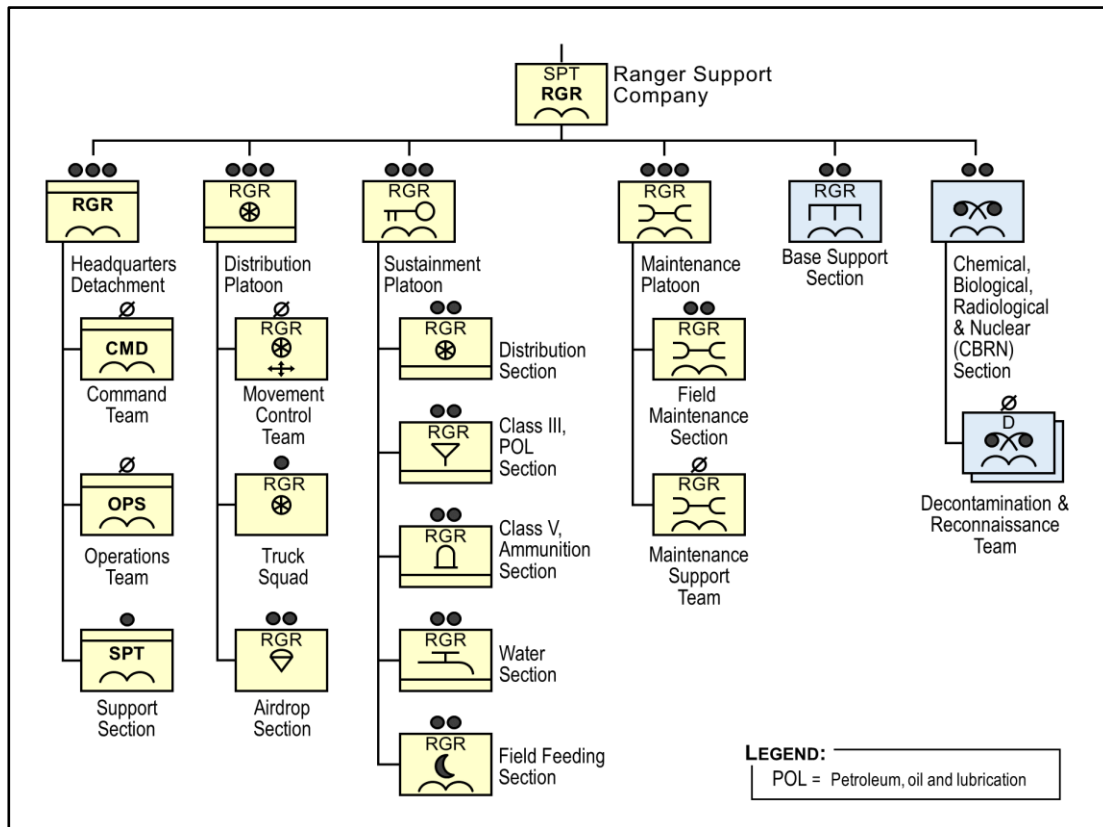 SPT
RGR
Ranger Support
Company
RGR
Headquarters
Detachment
CMD
Command
Team
OPS
Operations
Team
SPT
Support
Section
RGR
Distribution
Platoon
RGR
Movement
Control
Team
RGR
Truck
Squad
RGR
Airdrop
Section
RGR
Sustainment
Platoon
RGR
Distribution
Section
RGR
Class III,
POL
Section
RGR
Class V,
Ammunition
Section
RGR
Water
Section
RGR
Field Feeding
Section
RGR
Maintenance
Platoon
RGR
Field
Maintenance
Section
RGR
Maintenance
Support
Team
RGR
Base Support
Section
Chemical,
Biological,
Radiological
& Nuclear
(CBRN)
Section
D
Decontamination &
Reconnaissance
Team
LEGEND:
POL = Petroleum, oil and lubrication